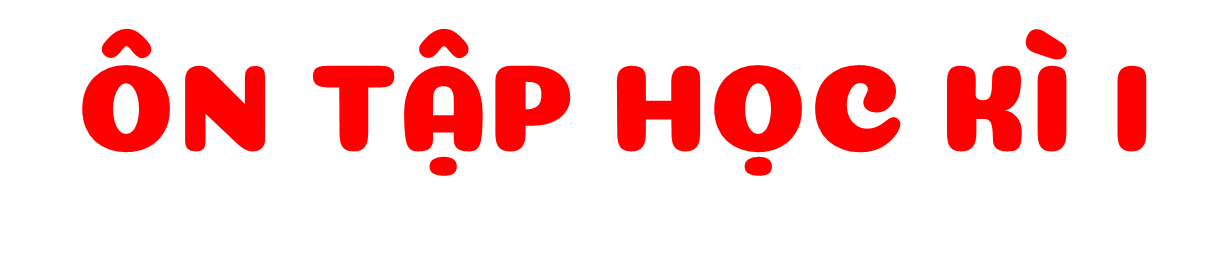 ÔN TẬP HỌC KÌ I